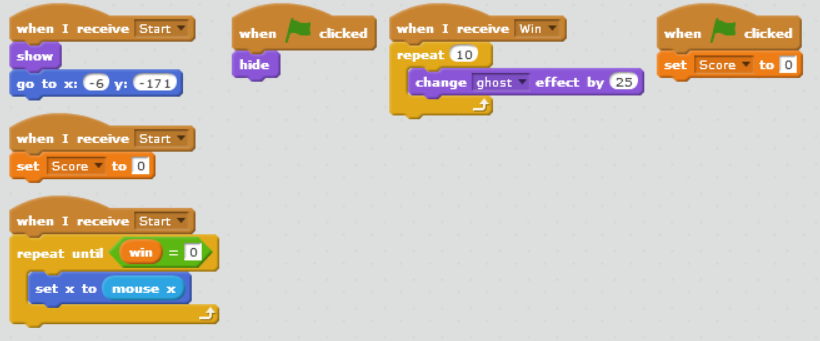 when I receive Start
show
go to x: -6 y: -171
when I receive Start
set Score to 0
when I receive Start
repeat until win = 0
set x to mouse x
when clicked
hide
when I receive Win
repeat 10
change ghost effect by 25
when clicked
set Score to 0